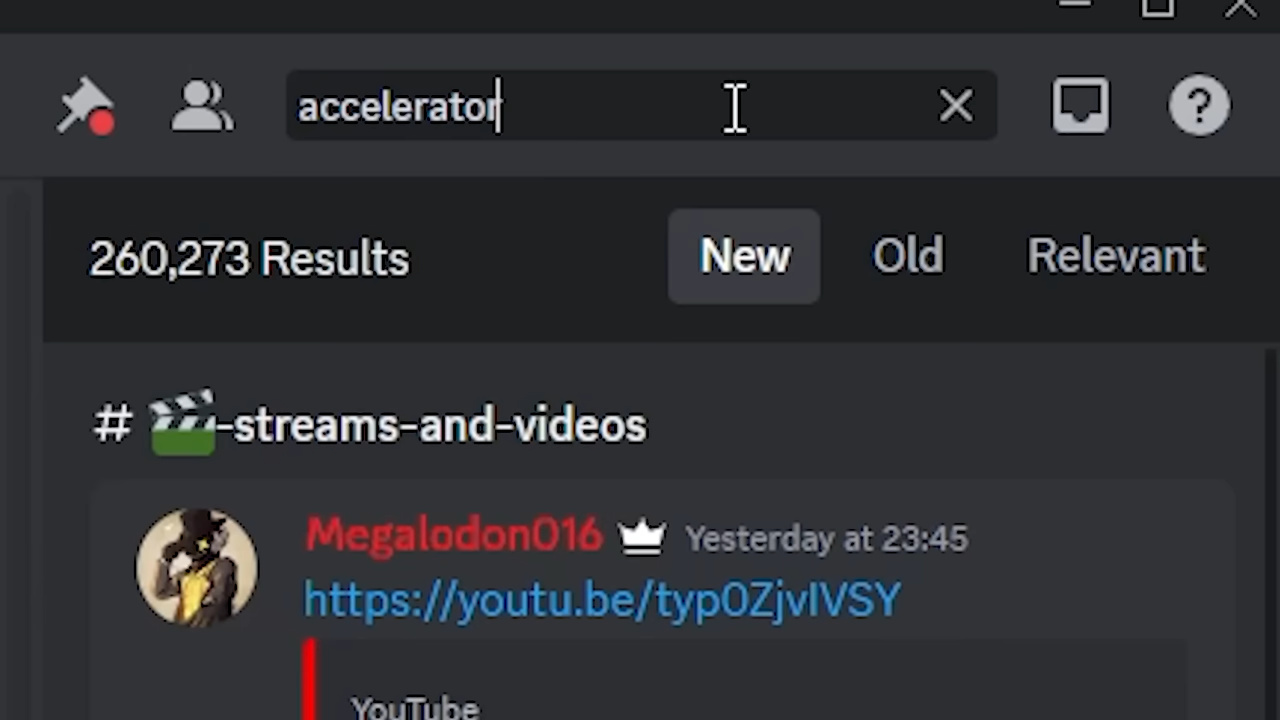 accelerator
260,273 Results New Old Relevant
# -streams-and-videos
Megalodon016 Yesterday at 23:45
https://youtu.be/typ0ZjvIVSY
YouTube